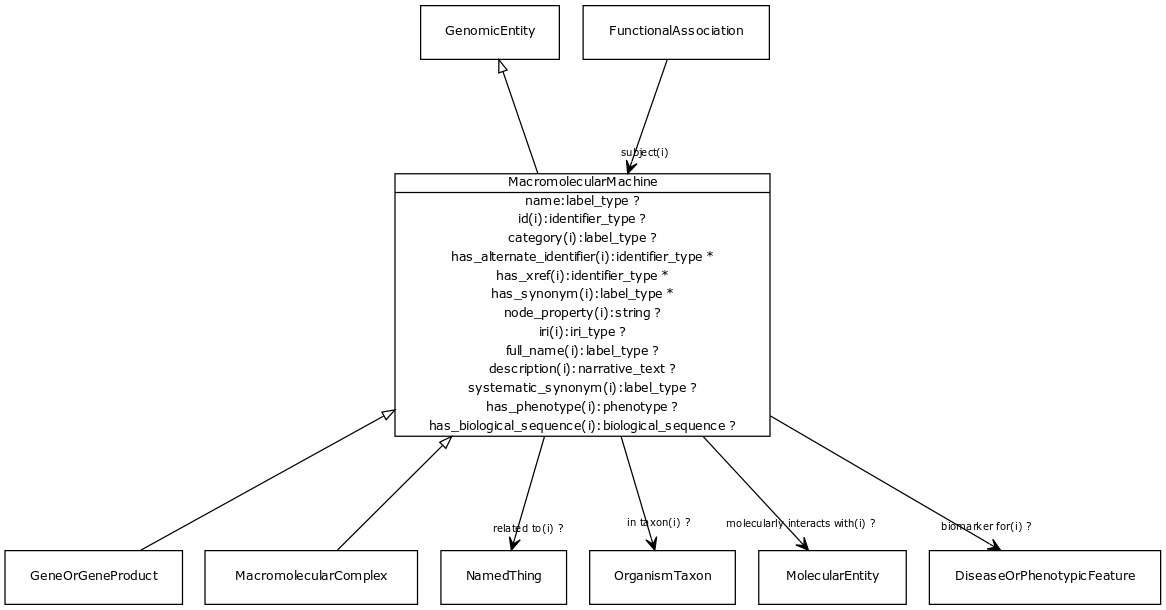 GenomicEntity
FunctionalAssociation
subject(i)
MacromolecularMachine
name:label_type ?
id(i):identifier_type ?
category(i):label_type ?
has_alternate_identifier(i):identifier_type *
has_xref(i):identifier_type *
has_synonym(i):label_type *
node_property(i):string ?
iri(i):iri_type ?
full_name(i):label_type ?
description(i):narrative_text ?
systematic_synonym(i):label_type ?
has_phenotype(i):phenotype ?
has_biological_sequence(i):biological_sequence ?
related to(i) ?
in taxon(i) ?
molecularly interacts with(i) ?
biomarker for(i) ?
GeneOrGeneProduct
MacromolecularComplex
NamedThing
OrganismTaxon
MolecularEntity
DiseaseOrPhenotypicFeature